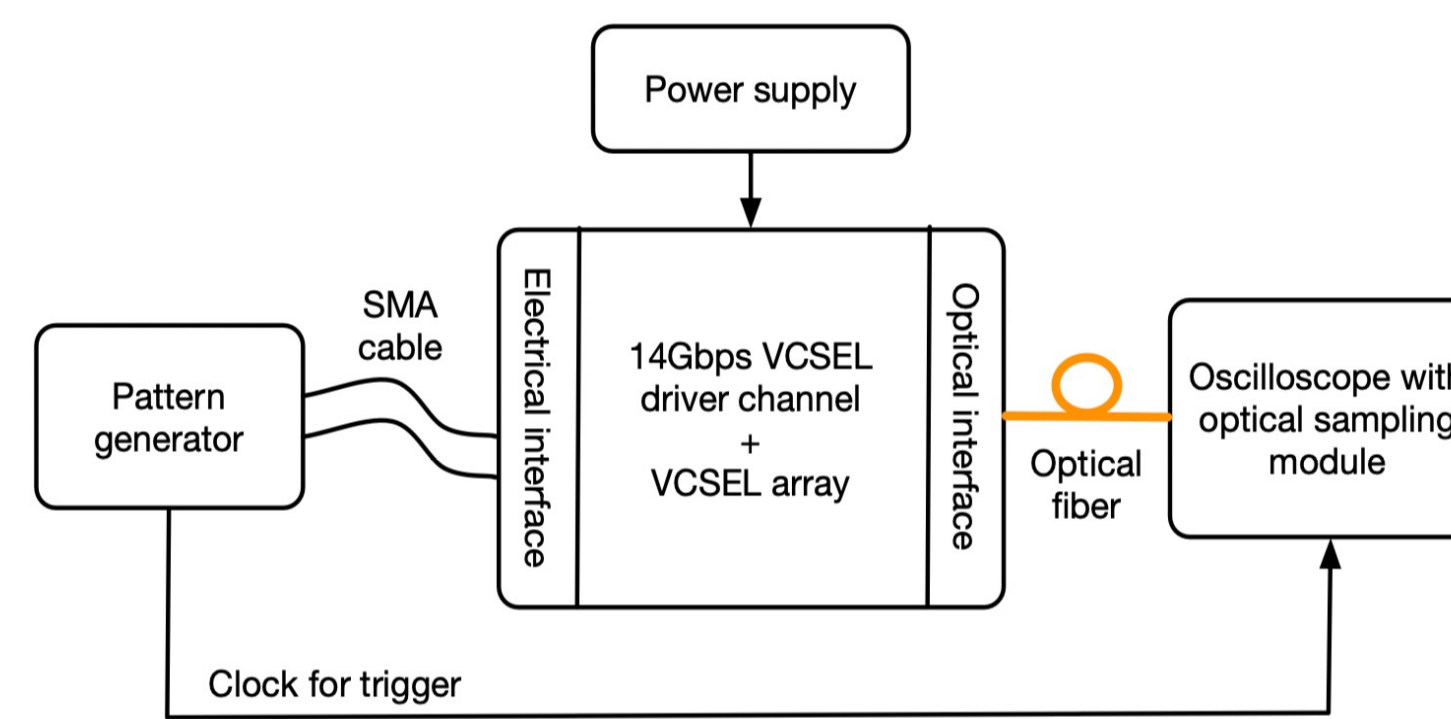 Power supply
SMA
cable
Pattern
generator
Electrical interface
14Gbps VCSEL
driver channel
+
VCSEL array
Optical interface
Optical
fiber
Oscilloscope
optical sampling
module
Clock for trigger